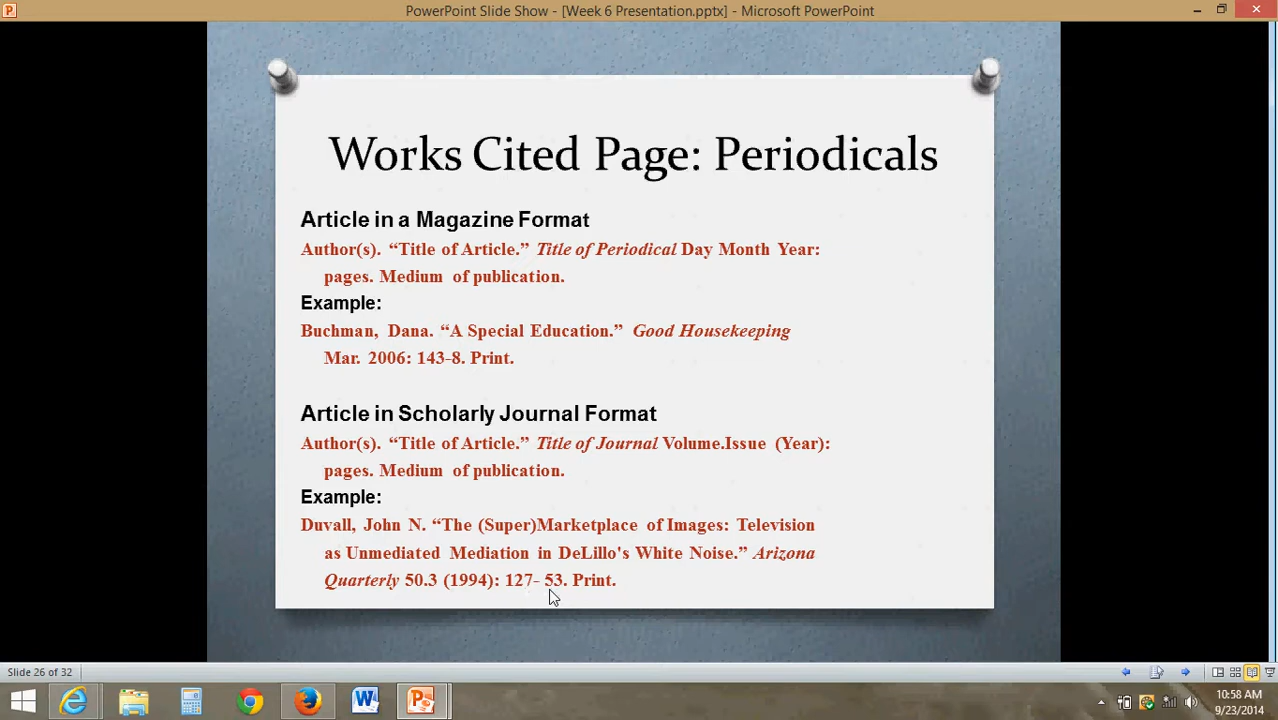 PowerPoint Slide Show - [Week 6 Presentation.pptx] - Microsoft PowerPoint
Works Cited Page: Periodicals
Article in a Magazine Format
Author(s). “Title of Article.” Title of Periodical Day Month Year:
pages. Medium of publication.
Example:
Buchman, Dana. “A Special Education.” Good Housekeeping
Mar. 2006: 143-8. Print.
Article in Scholarly Journal Format
Author(s). “Title of Article.” Title of Journal Volume.Issue (Year):
pages. Medium of publication.
Example:
Duvall, John N. “The (Super)Marketplace of Images: Television
as Unmediated Mediation in DeLillo's White Noise.” Arizona
Quarterly 50.3 (1994): 127- 53. Print.
Slide 26 of 32
10:58 AM
9/23/2014